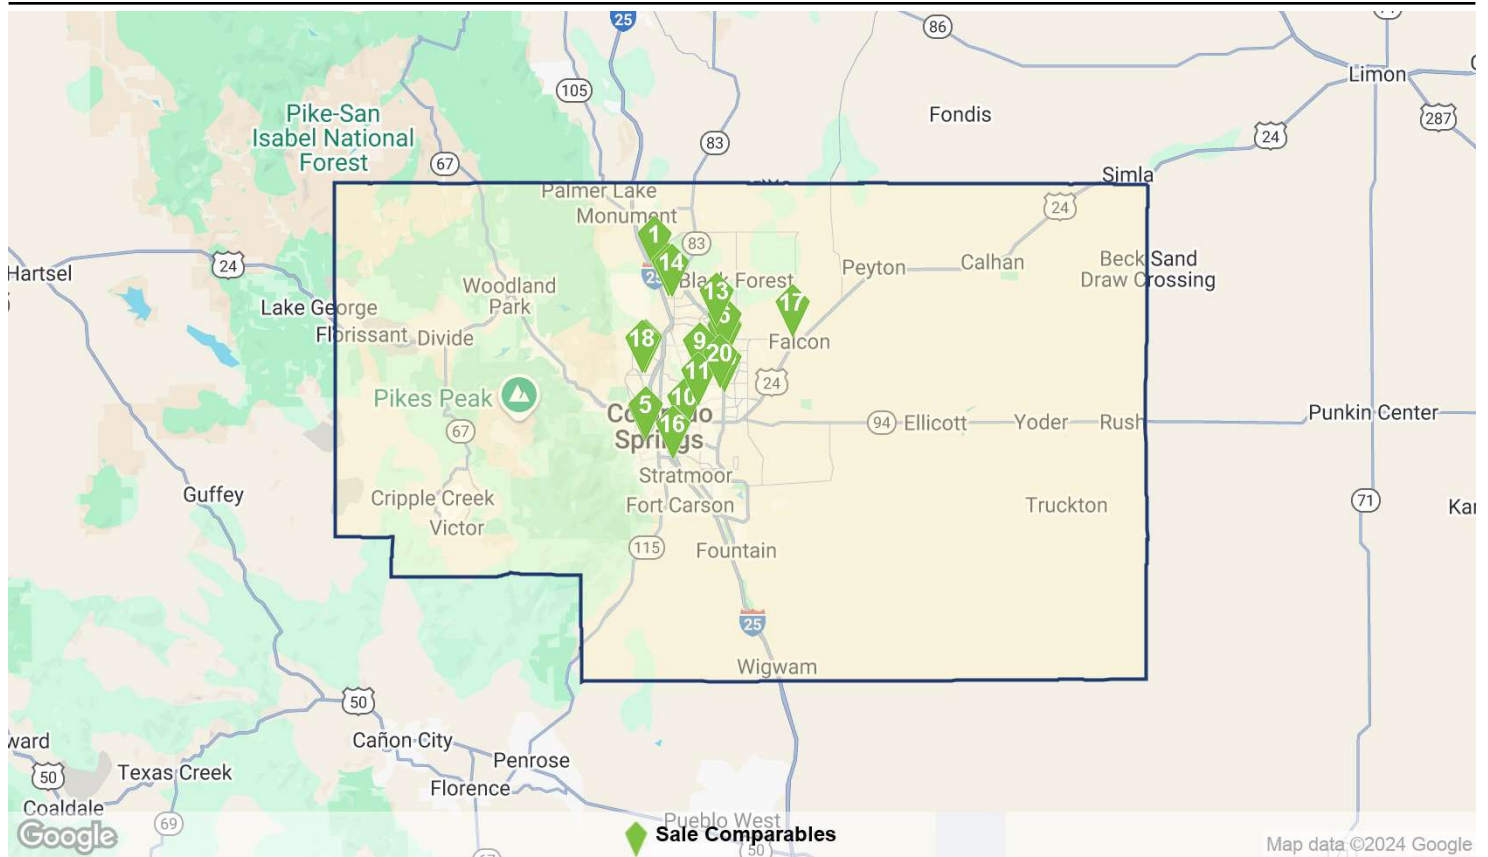 25
86
Limon
105
Fondis
287
24
Pike-San
Isabel National
Forest
83
67
Simla
Palmer Lake
24
Monument
1
83
14
Hartsel
24
25
Black Forest
Peyton
Calhan
Beck Sand
Draw Crossing
Woodland
Park
13
17
Lake George
Florissant
Divide
18
9
20
Falcon
11
24
Pikes Peak
5
10
Colorado
Springs
16
67
94
Ellicott
Yoder
Rush
Punkin Center
Stratmoor
Guffey
Cripple Creek
Victor
Fort Carson
Truckton
71
115
Fountain
25
Wigwam
50
Cañon City
Penrose
Texas Creek
50
Florence
Coaldale
69
Pueblo West
50
Google
Sale Comparables
Map data ©2024 Google